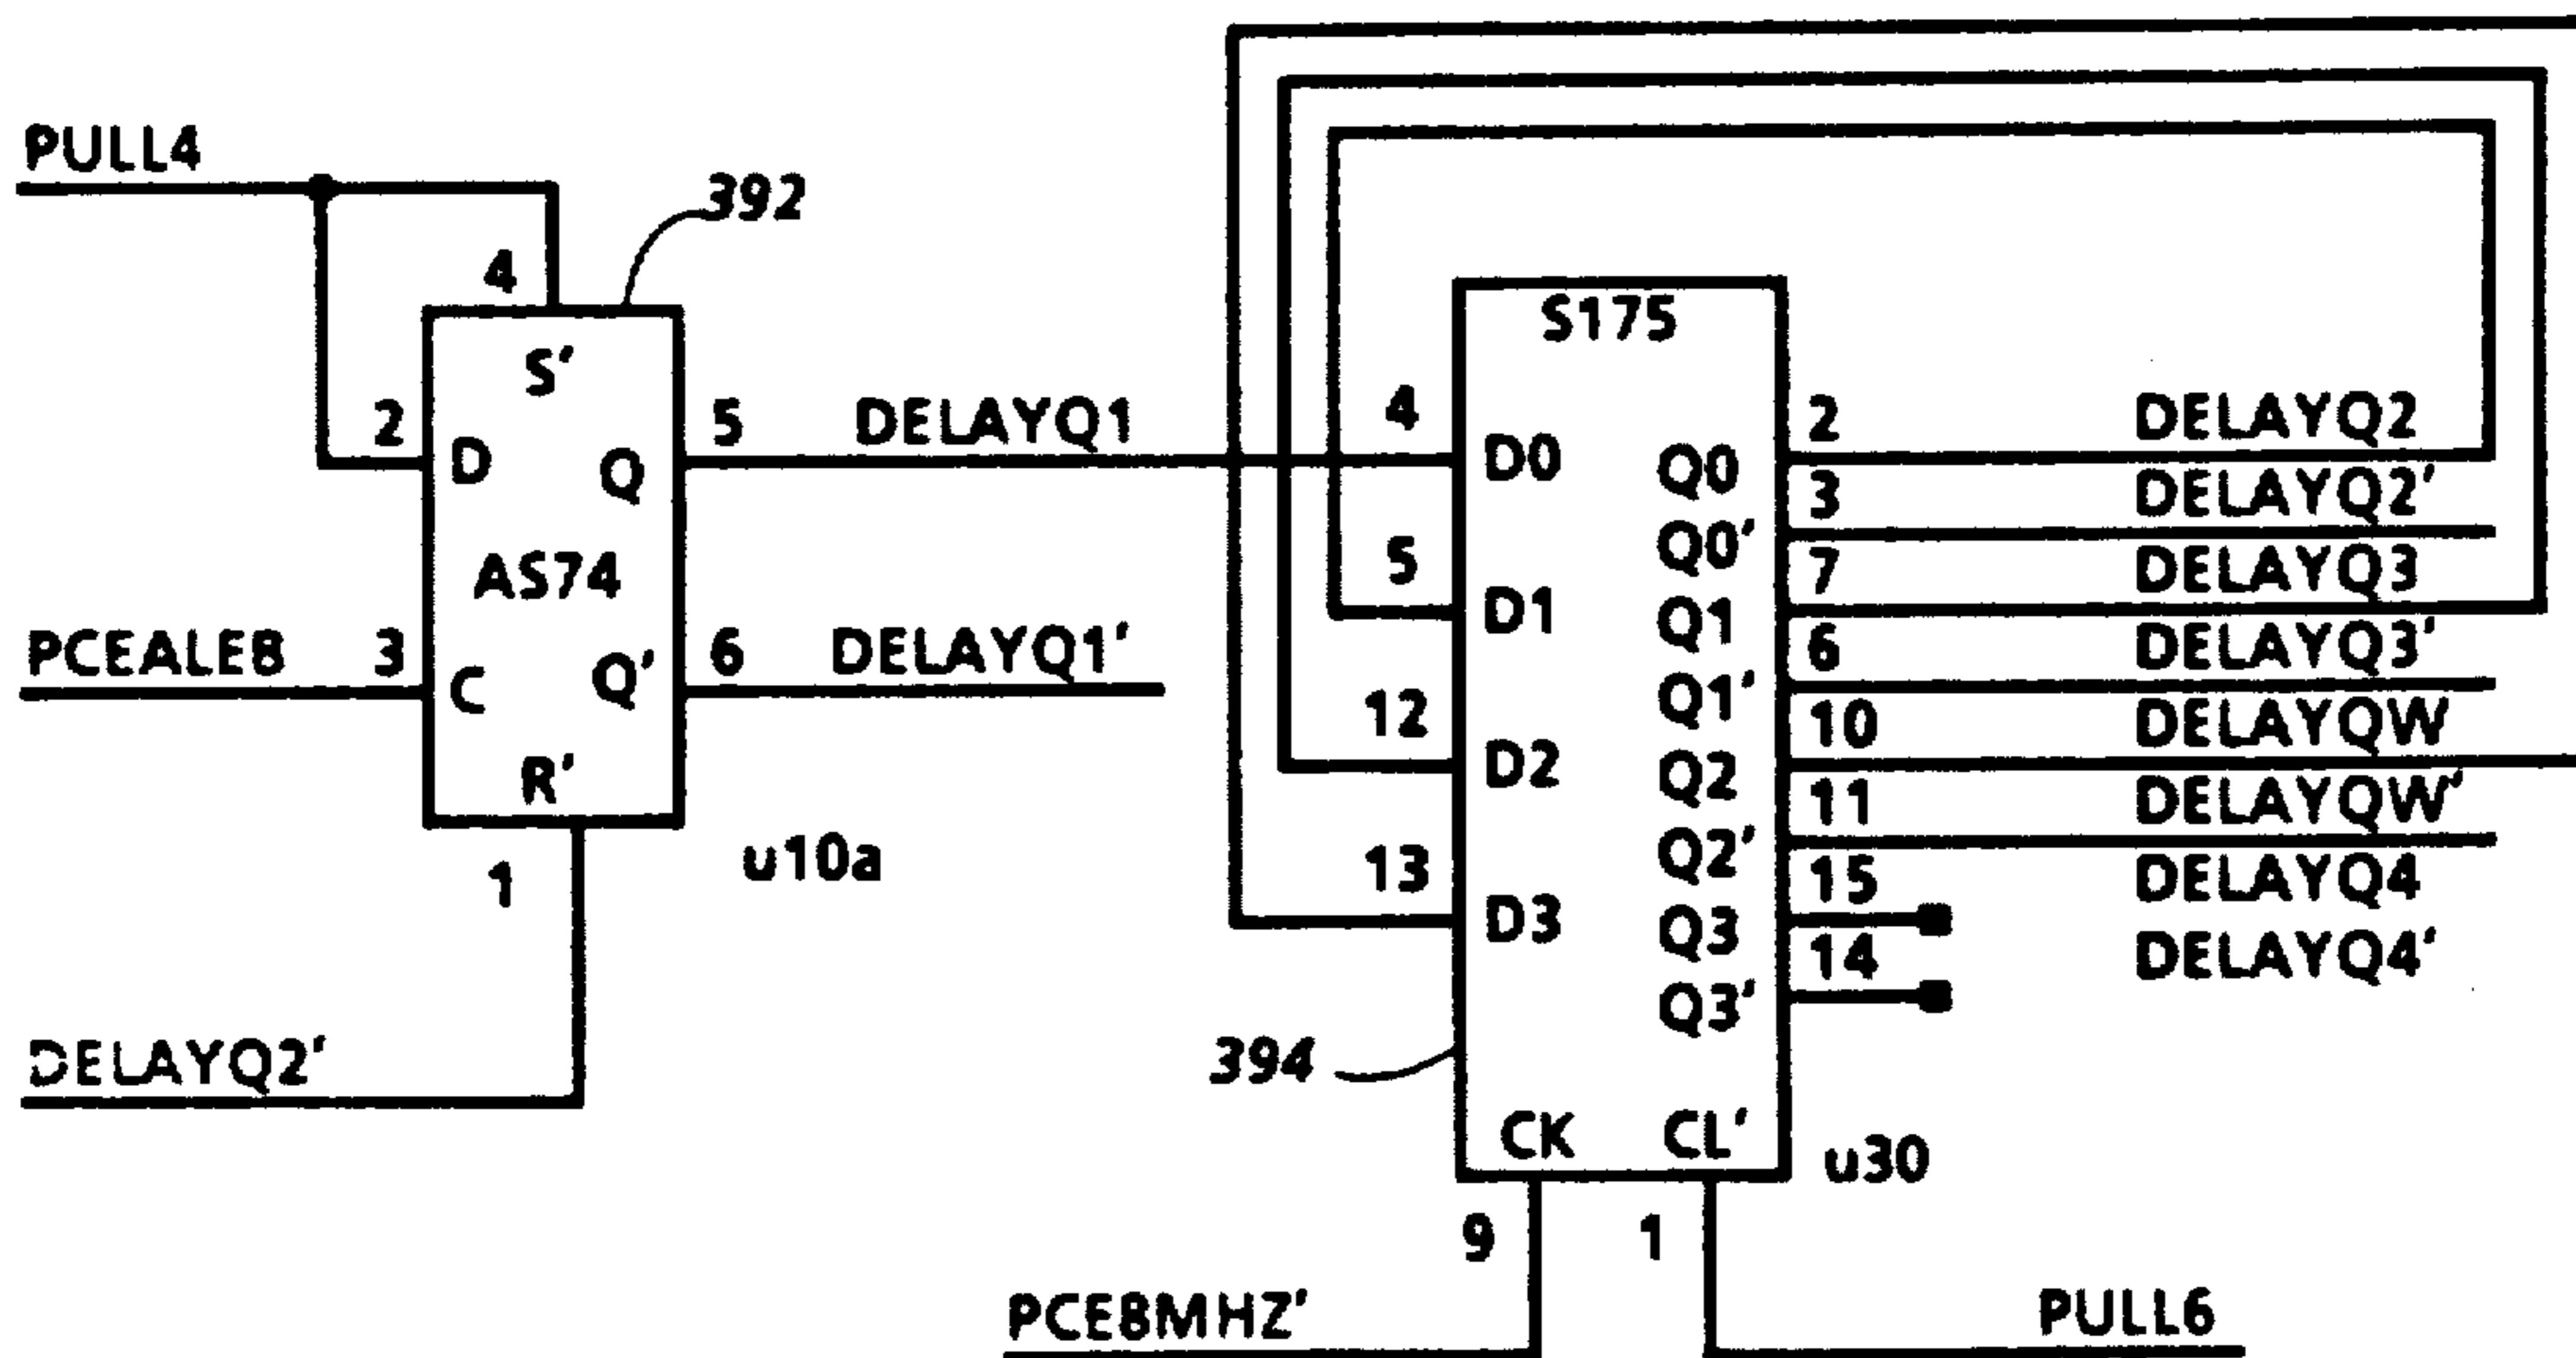 PULL4
392
4
S'
2
D
Q
5
DELAYQ1
AS74
PCEALE8
3
C
Q'
6
DELAYQ1'
R'
1
u10a
DELAYQ2'
S175
4
D0
Q0
2
DELAYQ2
Q0'
3
DELAYQ2'
5
D1
Q1
7
DELAYQ3
Q1'
6
DELAYQ3'
12
D2
Q2
10
DELAYQW
Q2'
11
DELAYQW'
13
D3
Q3
15
DELAYQ4
Q3'
14
DELAYQ4'
394
CK
CL'
u30
9
1
PCE8MHZ'
PULL6